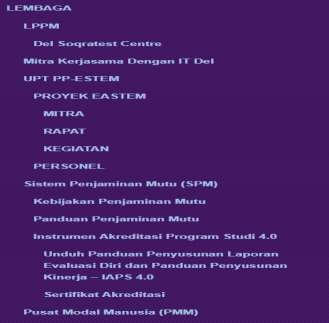 LEMBAGA
LPPM
Del Soqratest Centre
Mitra Kerjasama Dengan IT Del
UPT PP-ESTEM
PROYEK EASTEM
MITRA
RAPAT
KEGIATAN
PERSONEL
Sistem Penjaminan Mutu (SPM)
Kebijakan Penjaminan Mutu
Panduan Penjaminan Mutu
Instrumen Akreditasi Program Studi 4.0
Unduh Panduan Penyusunan Laporan
Evaluasi Diri dan Panduan Penyusunan
Kinerja – IAPS 4.0
Sertifikat Akreditasi
Pusat Modal Manusia (PMM)